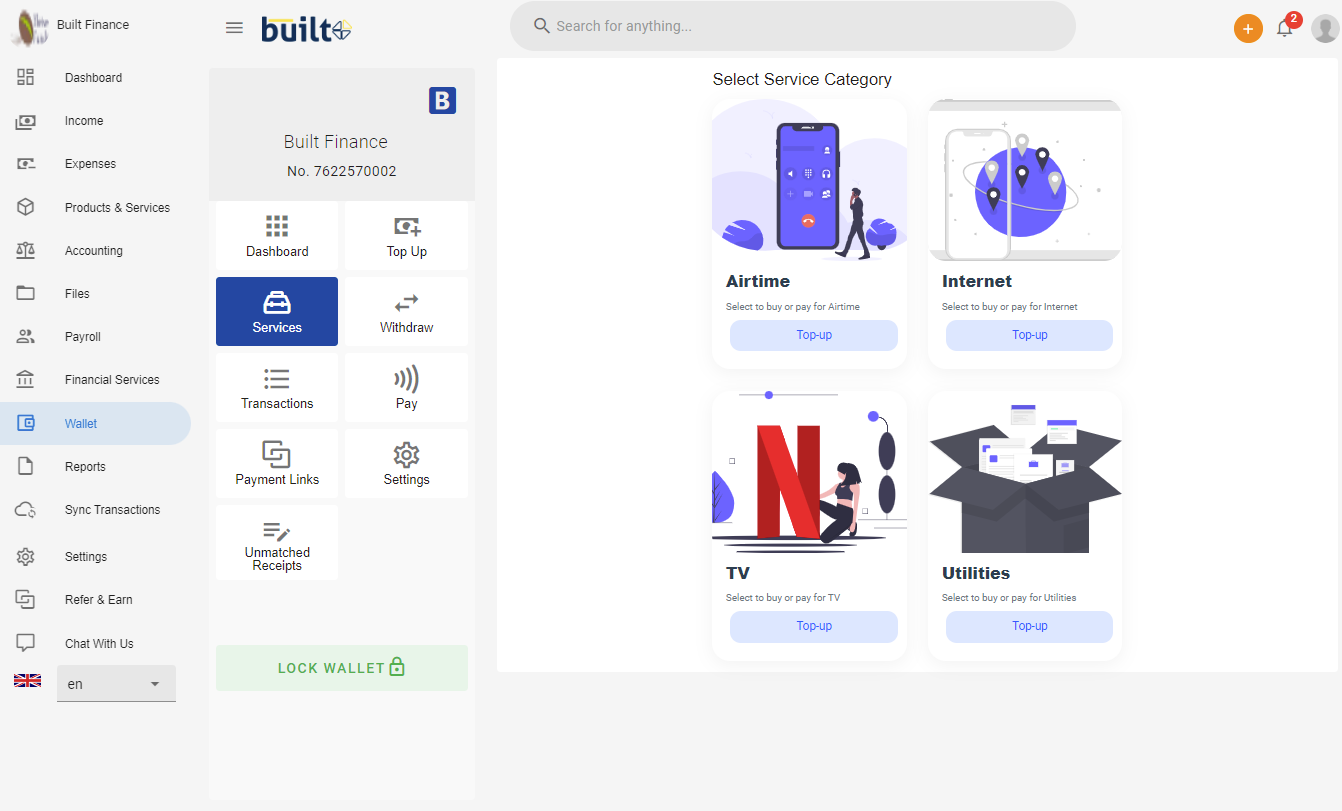 Built Finance
built
Search for anything...
2
Dashboard
Income
Expenses
Products & Services
Accounting
Files
Payroll
Financial Services
Wallet
Reports
Sync Transactions
Settings
Refer & Earn
Chat With Us
en
B
Built Finance
No. 7622570002
Dashboard
Top Up
Services
Withdraw
Transactions
Pay
Payment Links
Settings
Unmatched
Receipts
LOCK WALLET
Select Service Category
Airtime
Select to buy or pay for Airtime
Top-up
Internet
Select to buy or pay for Internet
Top-up
TV
Select to buy or pay for TV
Top-up
Utilities
Select to buy or pay for Utilities
Top-up